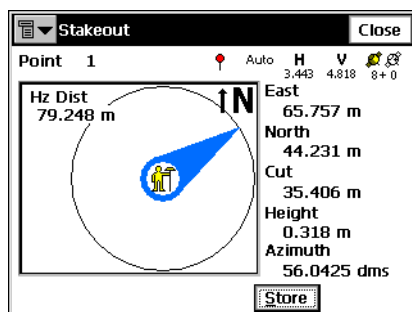 Stakeout Close
Point 1 Auto H V
3.443 4.818 8+0
Hz Dist
79.248 m
N
East
65.757 m
North
44.231 m
Cut
35.406 m
Height
0.318 m
Azimuth
56.0425 dms
Store